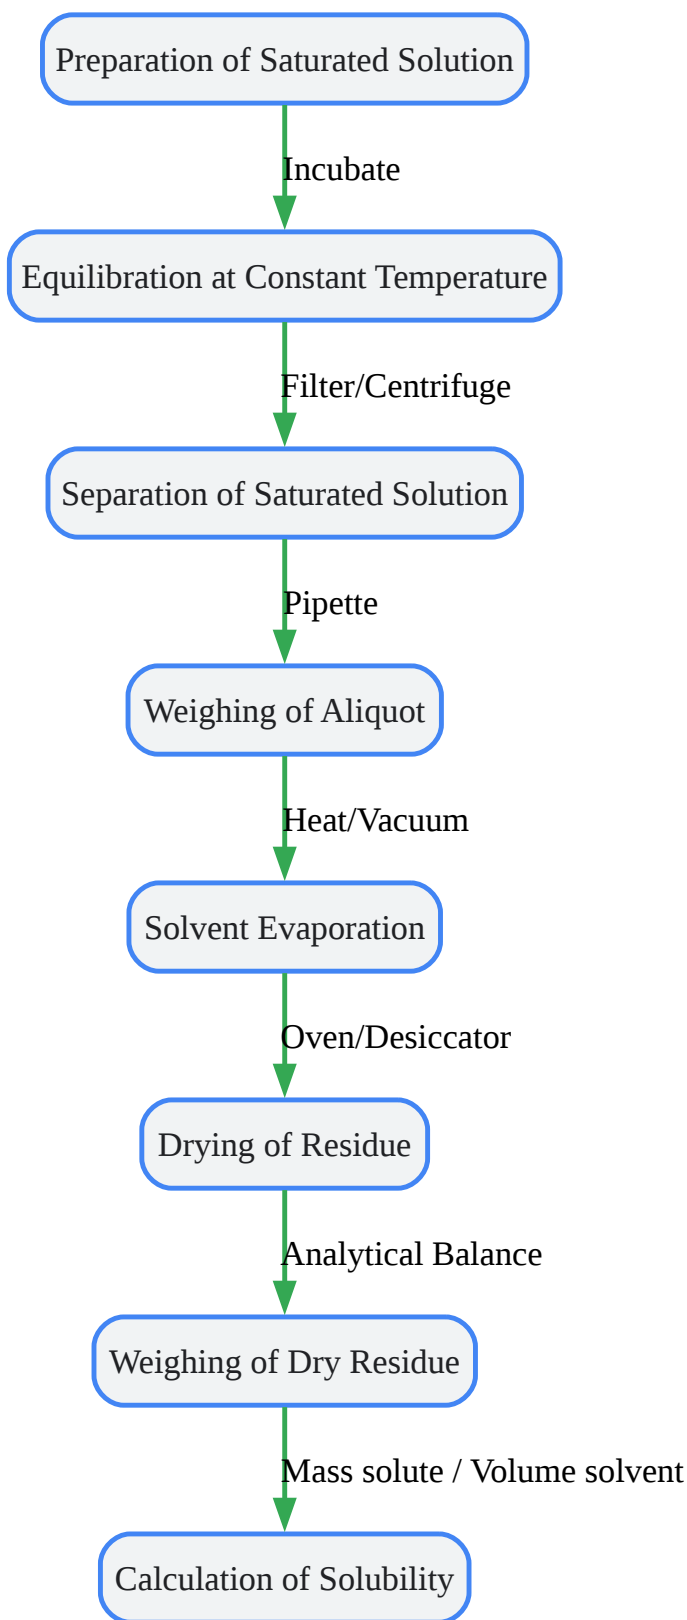 Preparation of Saturated Solution
Incubate
Equilibration at Constant Temperature
Filter/Centrifuge
Separation of Saturated Solution
Pipette
Weighing of Aliquot
Heat/Vacuum
Solvent Evaporation
Oven/Desiccator
Drying of Residue
Analytical Balance
Weighing of Dry Residue
Mass solute / Volume solvent
Calculation of Solubility